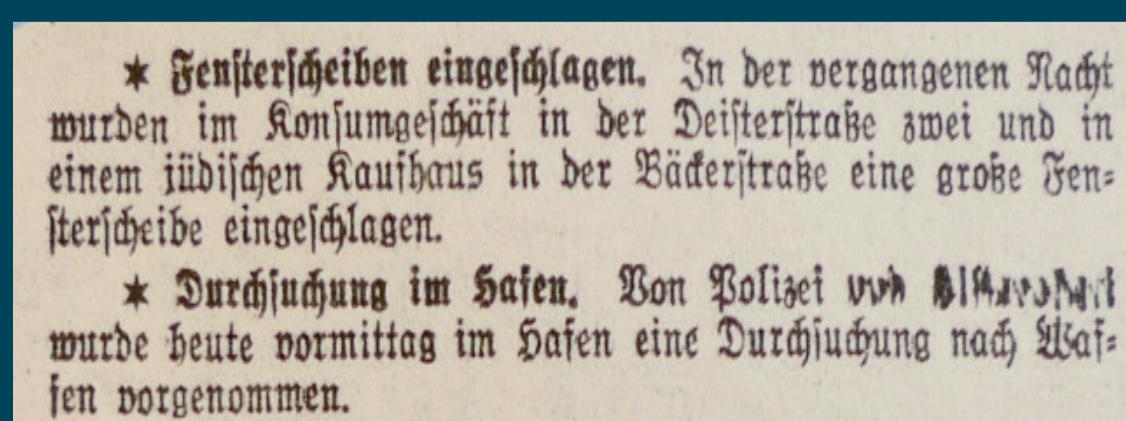 * Fensterscheiben eingeschlagen. In der vergangenen Nacht
wurden im Konsumgeschäft in der Deisterstraße zwei und in
einem jüdischen Kaufhaus in der Bäckerstraße eine große Fen-
sterscheibe eingeschlagen.
* Durchsuchung im Hafen. Von Polizei
wurde heute vormittag im Hafen eine Durchsuchung nach Waf-
fen vorgenommen.